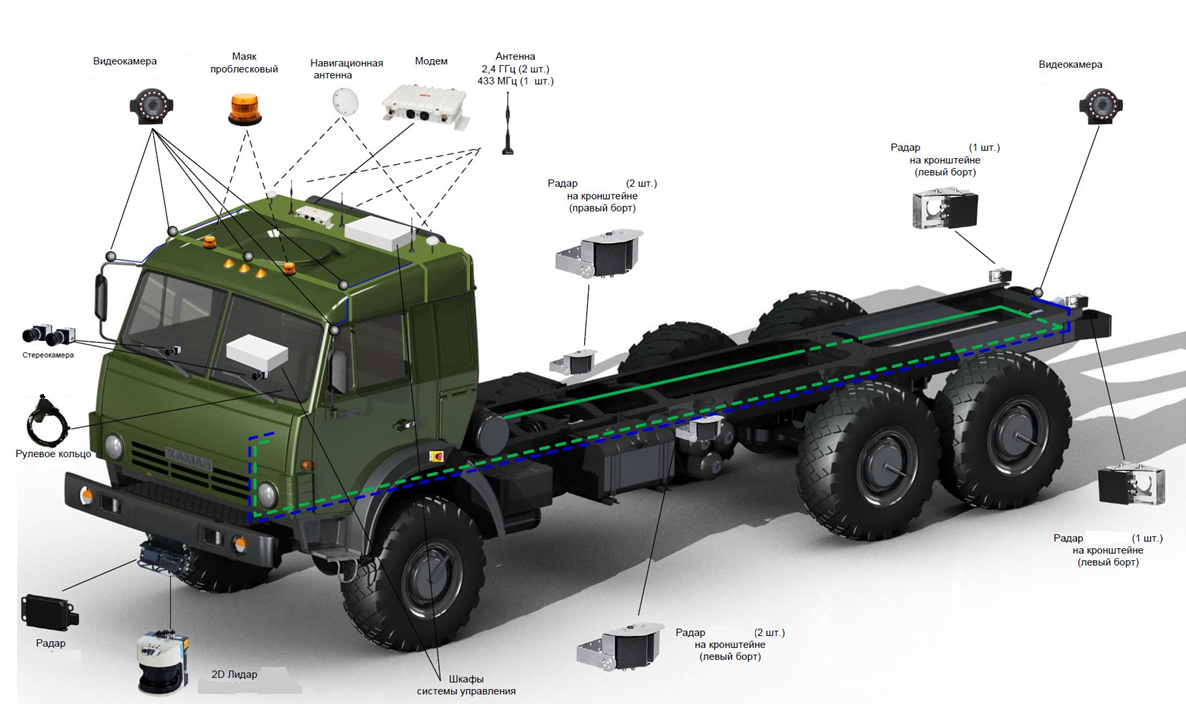 Видеокамера
Маяк
проблесковый
Навигационная
антенна
Модем
Антенна
2,4 ГГц (2 шт.)
433 МГц (1 шт.)
Видеокамера
Радар (1 шт.)
на кронштейне
(левый борт)
Радар (2 шт.)
на кронштейне
(правый борт)
Стереокамера
Рулевое кольцо
Радар (1 шт.)
на кронштейне
(левый борт)
Радар
2D Лидар
Радар (2 шт.)
на кронштейне
(левый борт)
Шкафы
системы управления